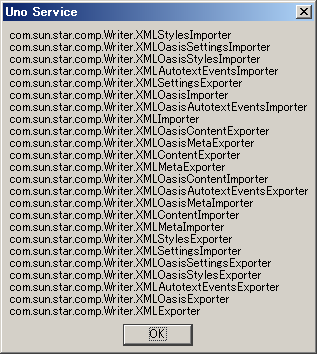 Uno Service
com.sun.star.comp.Writer.XMLStylesImporter
com.sun.star.comp.Writer.XMLOasisSettingsImporter
com.sun.star.comp.Writer.XMLOasisStylesImporter
com.sun.star.comp.Writer.XMLAutotextEventsImporter
com.sun.star.comp.Writer.XMLSettingsExporter
com.sun.star.comp.Writer.XMLOasisImporter
com.sun.star.comp.Writer.XMLOasisAutotextEventsImporter
com.sun.star.comp.Writer.XMLImporter
com.sun.star.comp.Writer.XMLOasisContentExporter
com.sun.star.comp.Writer.XMLOasisMetaExporter
com.sun.star.comp.Writer.XMLContentExporter
com.sun.star.comp.Writer.XMLMetaExporter
com.sun.star.comp.Writer.XMLOasisContentImporter
com.sun.star.comp.Writer.XMLOasisAutotextEventsExporter
com.sun.star.comp.Writer.XMLOasisMetaImporter
com.sun.star.comp.Writer.XMLContentImporter
com.sun.star.comp.Writer.XMLMetaImporter
com.sun.star.comp.Writer.XMLStylesExporter
com.sun.star.comp.Writer.XMLSettingsImporter
com.sun.star.comp.Writer.XMLOasisSettingsExporter
com.sun.star.comp.Writer.XMLOasisStylesExporter
com.sun.star.comp.Writer.XMLAutotextEventsExporter
com.sun.star.comp.Writer.XMLOasisExporter
com.sun.star.comp.Writer.XMLExporter
OK